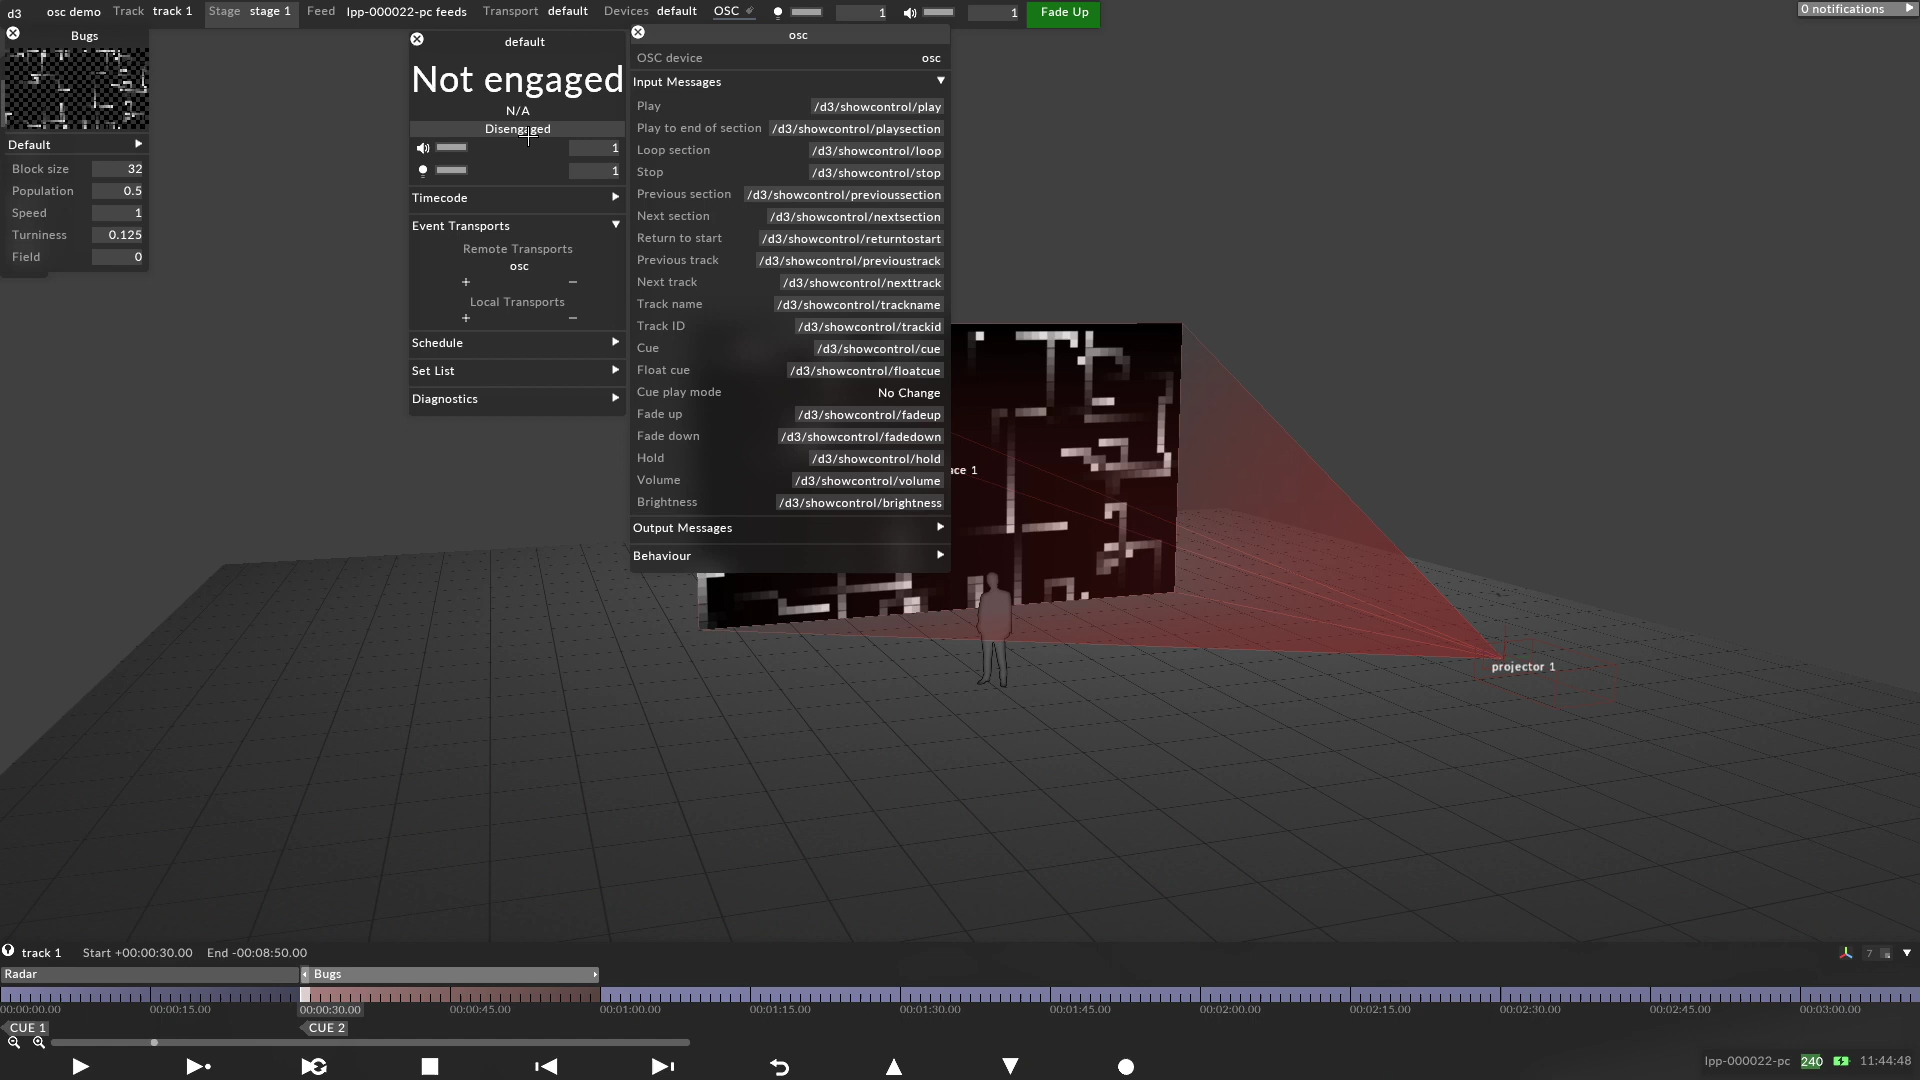 d3 osc demo Track track 1 Stage stage 1 Feed lpp-000022-pc feeds Transport default Devices default OSC 1 1 Fade Up 0 notifications
Bugs
Default
Block size 32
Population 0.5
Speed 1
Turniness 0.125
Field 0
default
Not engaged
N/A
Disengaged
1
1
Timecode
Event Transports
Remote Transports
osc
+ −
Local Transports
+ −
Schedule
Set List
Diagnostics
osc
OSC device osc
Input Messages
Play /d3/showcontrol/play
Play to end of section /d3/showcontrol/playsection
Loop section /d3/showcontrol/loop
Stop /d3/showcontrol/stop
Previous section /d3/showcontrol/previoussection
Next section /d3/showcontrol/nextsection
Return to start /d3/showcontrol/returntostart
Previous track /d3/showcontrol/previoustrack
Next track /d3/showcontrol/nexttrack
Track name /d3/showcontrol/trackname
Track ID /d3/showcontrol/trackid
Cue /d3/showcontrol/cue
Float cue /d3/showcontrol/floatcue
Cue play mode No Change
Fade up /d3/showcontrol/fadeup
Fade down /d3/showcontrol/fadedown
Hold /d3/showcontrol/hold
Volume /d3/showcontrol/volume
Brightness /d3/showcontrol/brightness
Output Messages
Behaviour
ace 1
projector 1
track 1 Start +00:00:30.00 End -00:08:50.00 7
Radar Bugs
00:00:00.00 00:00:15.00 00:00:30.00 00:00:45.00 00:01:00.00 00:01:15.00 00:01:30.00 00:01:45.00 00:02:00.00 00:02:15.00 00:02:30.00 00:02:45.00 00:03:00.00
CUE 1 CUE 2
lpp-000022-pc 240 11:44:48